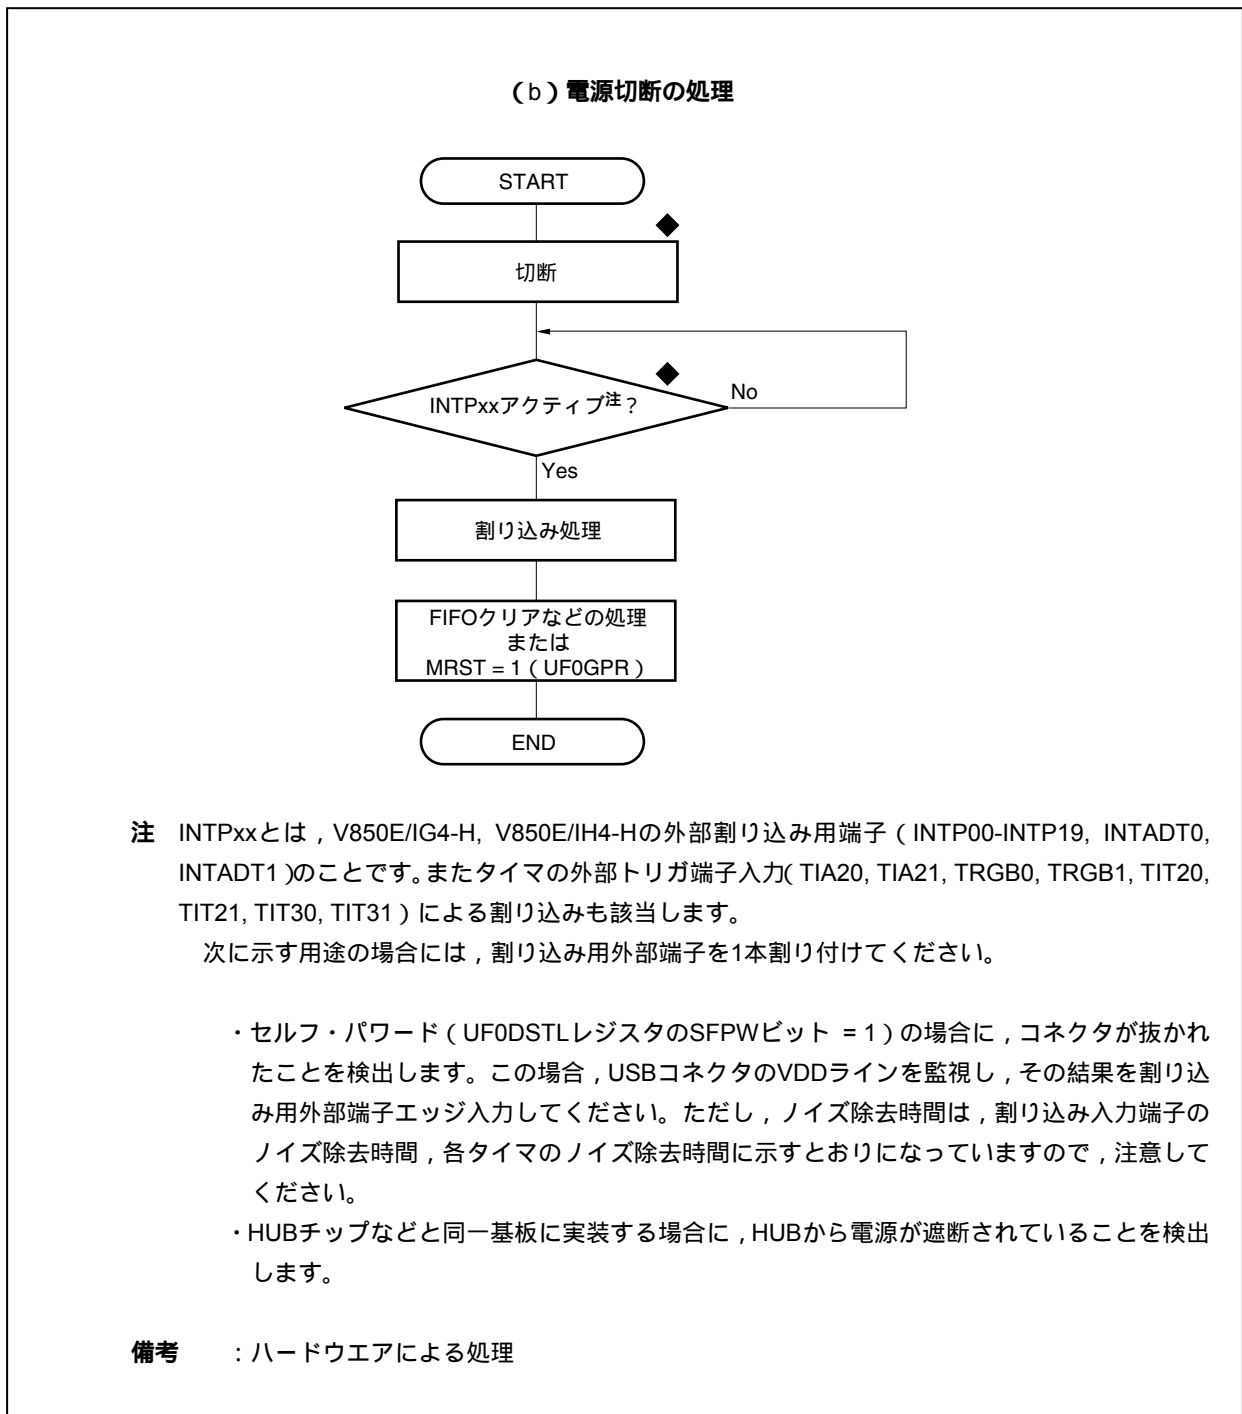 （b）電源切断の処理
START
切断
INTPxxアクティブ注？
No
Yes
割り込み処理
FIFOクリアなどの処理
または
MRST = 1（UF0GPR）
END
注 INTPxxとは，V850E/IG4-H, V850E/IH4-Hの外部割り込み用端子（INTP00-INTP19, INTADT0,
INTADT1）のことです。またタイマの外部トリガ端子入力（TIA20, TIA21, TRGB0, TRGB1, TIT20,
TIT21, TIT30, TIT31）による割り込みも該当します。
次に示す用途の場合には，割り込み用外部端子を1本割り付けてください。
・セルフ・パワード（UF0DSTLレジスタのSFPWビット = 1）の場合に，コネクタが抜かれ
たことを検出します。この場合，USBコネクタのVDDラインを監視し，その結果を割り込
み用外部端子エッジ入力してください。ただし，ノイズ除去時間は，割り込み入力端子の
ノイズ除去時間，各タイマのノイズ除去時間に示すとおりになっていますので，注意して
ください。
・HUBチップなどと同一基板に実装する場合に，HUBから電源が遮断されていることを検出
します。
備考 ：ハードウエアによる処理